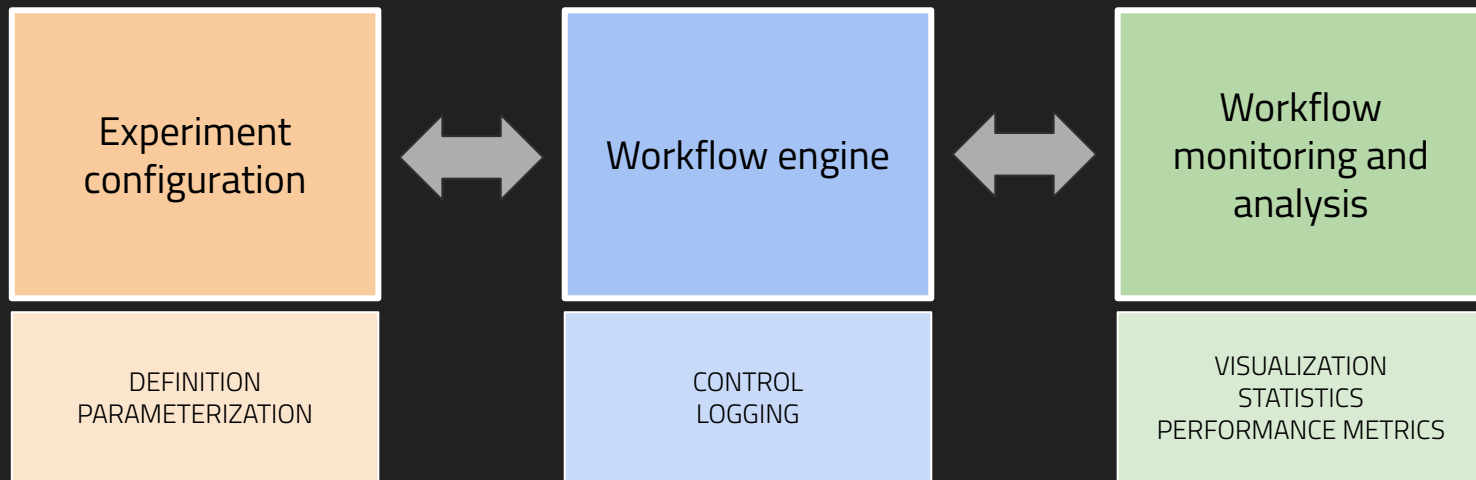 Experiment
configuration
Workflow engine
Workflow
monitoring and
analysis
DEFINITION
PARAMETERIZATION
CONTROL
LOGGING
VISUALIZATION
STATISTICS
PERFORMANCE METRICS